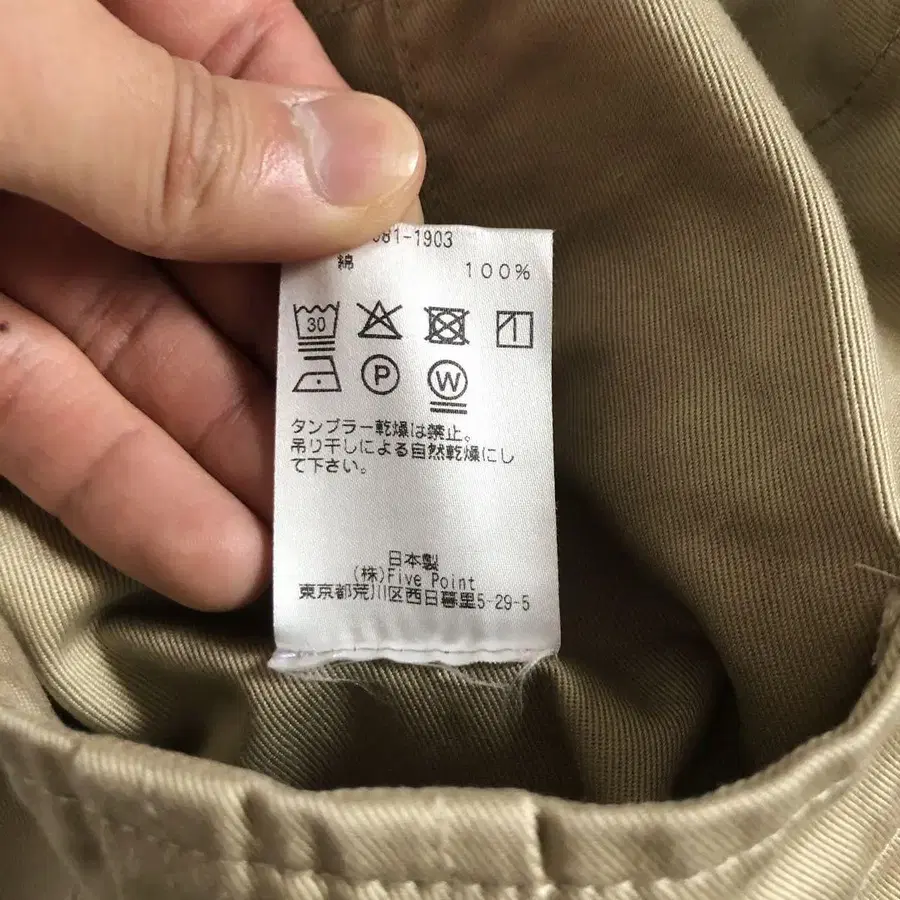 081-1903
綿 100%
30
P W
タンブラー乾燥は禁止。
吊り干しによる自然乾燥にし
て下さい。
日本製
(株)Five Point
東京都荒川区西日暮里5-29-5